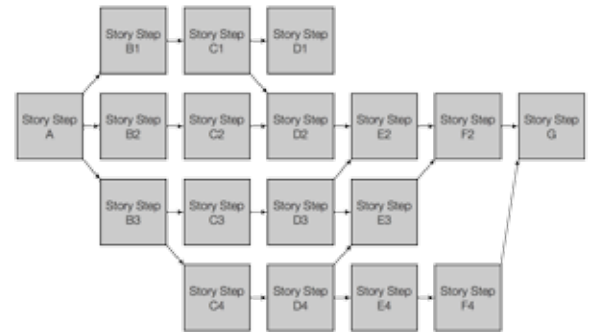 Story Step
B1
Story Step
C1
Story Step
D1
Story Step
A
Story Step
B2
Story Step
C2
Story Step
D2
Story Step
E2
Story Step
F2
Story Step
G
Story Step
B3
Story Step
C3
Story Step
D3
Story Step
E3
Story Step
C4
Story Step
D4
Story Step
E4
Story Step
F4